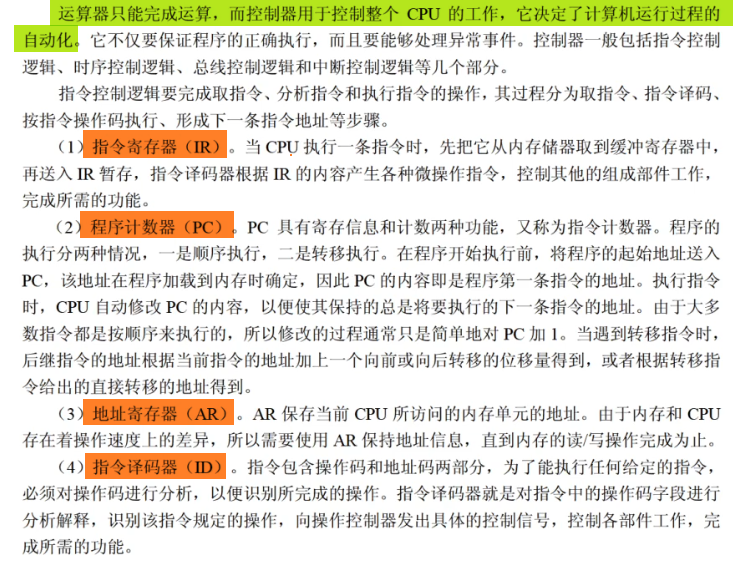 运算器只能完成运算，而控制器用于控制整个 CPU 的工作，它决定了计算机运行过程的
自动化。它不仅要保证程序的正确执行，而且要能够处理异常事件。控制器一般包括指令控制
逻辑、时序控制逻辑、总线控制逻辑和中断控制逻辑等几个部分。
指令控制逻辑要完成取指令、分析指令和执行指令的操作，其过程分为取指令、指令译码、
按指令操作码执行、形成下一条指令地址等步骤。
（1）指令寄存器（IR）。当 CPU 执行一条指令时，先把它从内存储器取到缓冲寄存器中，
再送入 IR 暂存，指令译码器根据 IR 的内容产生各种微操作指令，控制其他的组成部件工作，
完成所需的功能。
（2）程序计数器（PC）。PC 具有寄存信息和计数两种功能，又称为指令计数器。程序的
执行分两种情况，一是顺序执行，二是转移执行。在程序开始执行前，将程序的起始地址送入
PC，该地址在程序加载到内存时确定，因此 PC 的内容即是程序第一条指令的地址。执行指令
时，CPU 自动修改 PC 的内容，以便使其保持的总是将要执行的下一条指令的地址。由于大多
数指令都是按顺序来执行的，所以修改的过程通常只是简单地对 PC 加 1。当遇到转移指令时，
后继指令的地址根据当前指令的地址加上一个向前或向后转移的位移量得到，或者根据转移指
令给出的直接转移的地址得到。
（3）地址寄存器（AR）。AR 保存当前 CPU 所访问的内存单元的地址。由于内存和 CPU
存在着操作速度上的差异，所以需要使用 AR 保持地址信息，直到内存的读/写操作完成为止。
（4）指令译码器（ID）。指令包含操作码和地址码两部分，为了能执行任何给定的指令，
必须对操作码进行分析，以便识别所完成的操作。指令译码器就是对指令中的操作码字段进行
分析解释，识别该指令规定的操作，向操作控制器发出具体的控制信号，控制各部件工作，完
成所需的功能。